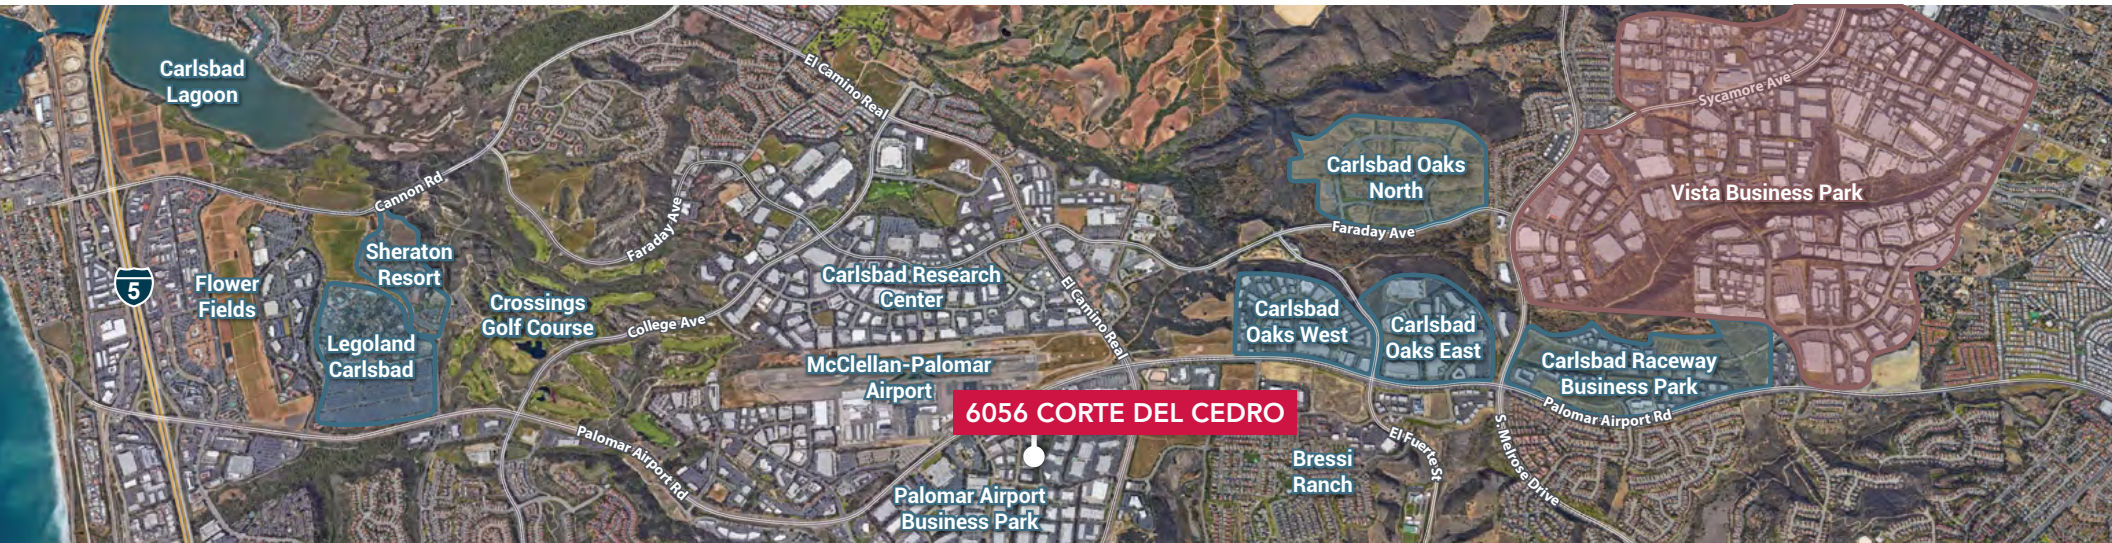 Carlsbad
Lagoon
El Camino Real
Sycamore Ave
Cannon Rd
Carlsbad Oaks
North
Vista Business Park
Faraday Ave
Faraday Ave
Sheraton
Resort
Flower
Fields
5
Carlsbad Research
Center
El Camino Real
Crossings
Golf Course
College Ave
Carlsbad
Oaks West
Carlsbad
Oaks East
Legoland
Carlsbad
McClellan-Palomar
Airport
Carlsbad Raceway
Business Park
6056 CORTE DEL CEDRO
Palomar Airport Rd
Palomar Airport Rd
El Fuerte St
S. Melrose Drive
Bressi
Ranch
Palomar Airport
Business Park